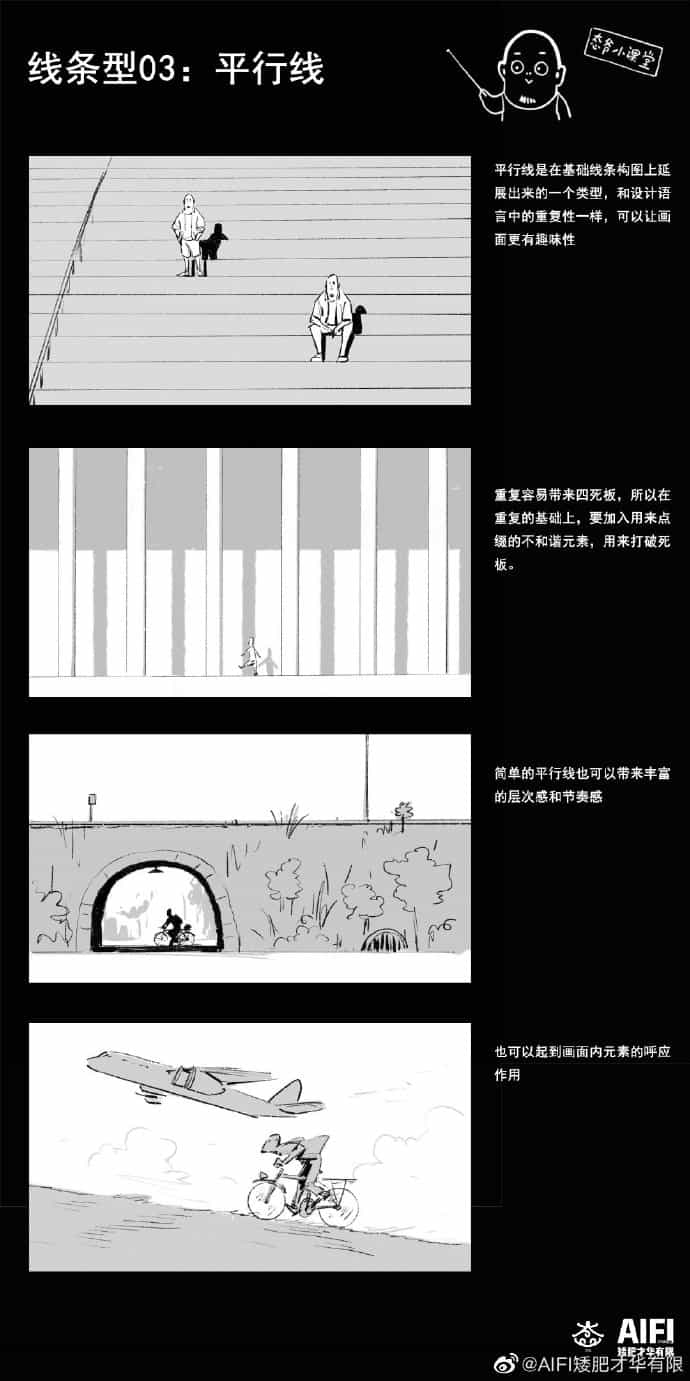 线条型03：平行线
态爷小课堂
平行线是在基础线条构图上延
展出来的一个类型，和设计语
言中的重复性一样，可以让画
面更有趣味性
重复容易带来四死板，所以在
重复的基础上，要加入用来点
缀的不和谐元素，用来打破死
板。
简单的平行线也可以带来丰富
的层次感和节奏感
也可以起到画面内元素的呼应
作用
AIFI
矮肥才华有限
@AIFI矮肥才华有限